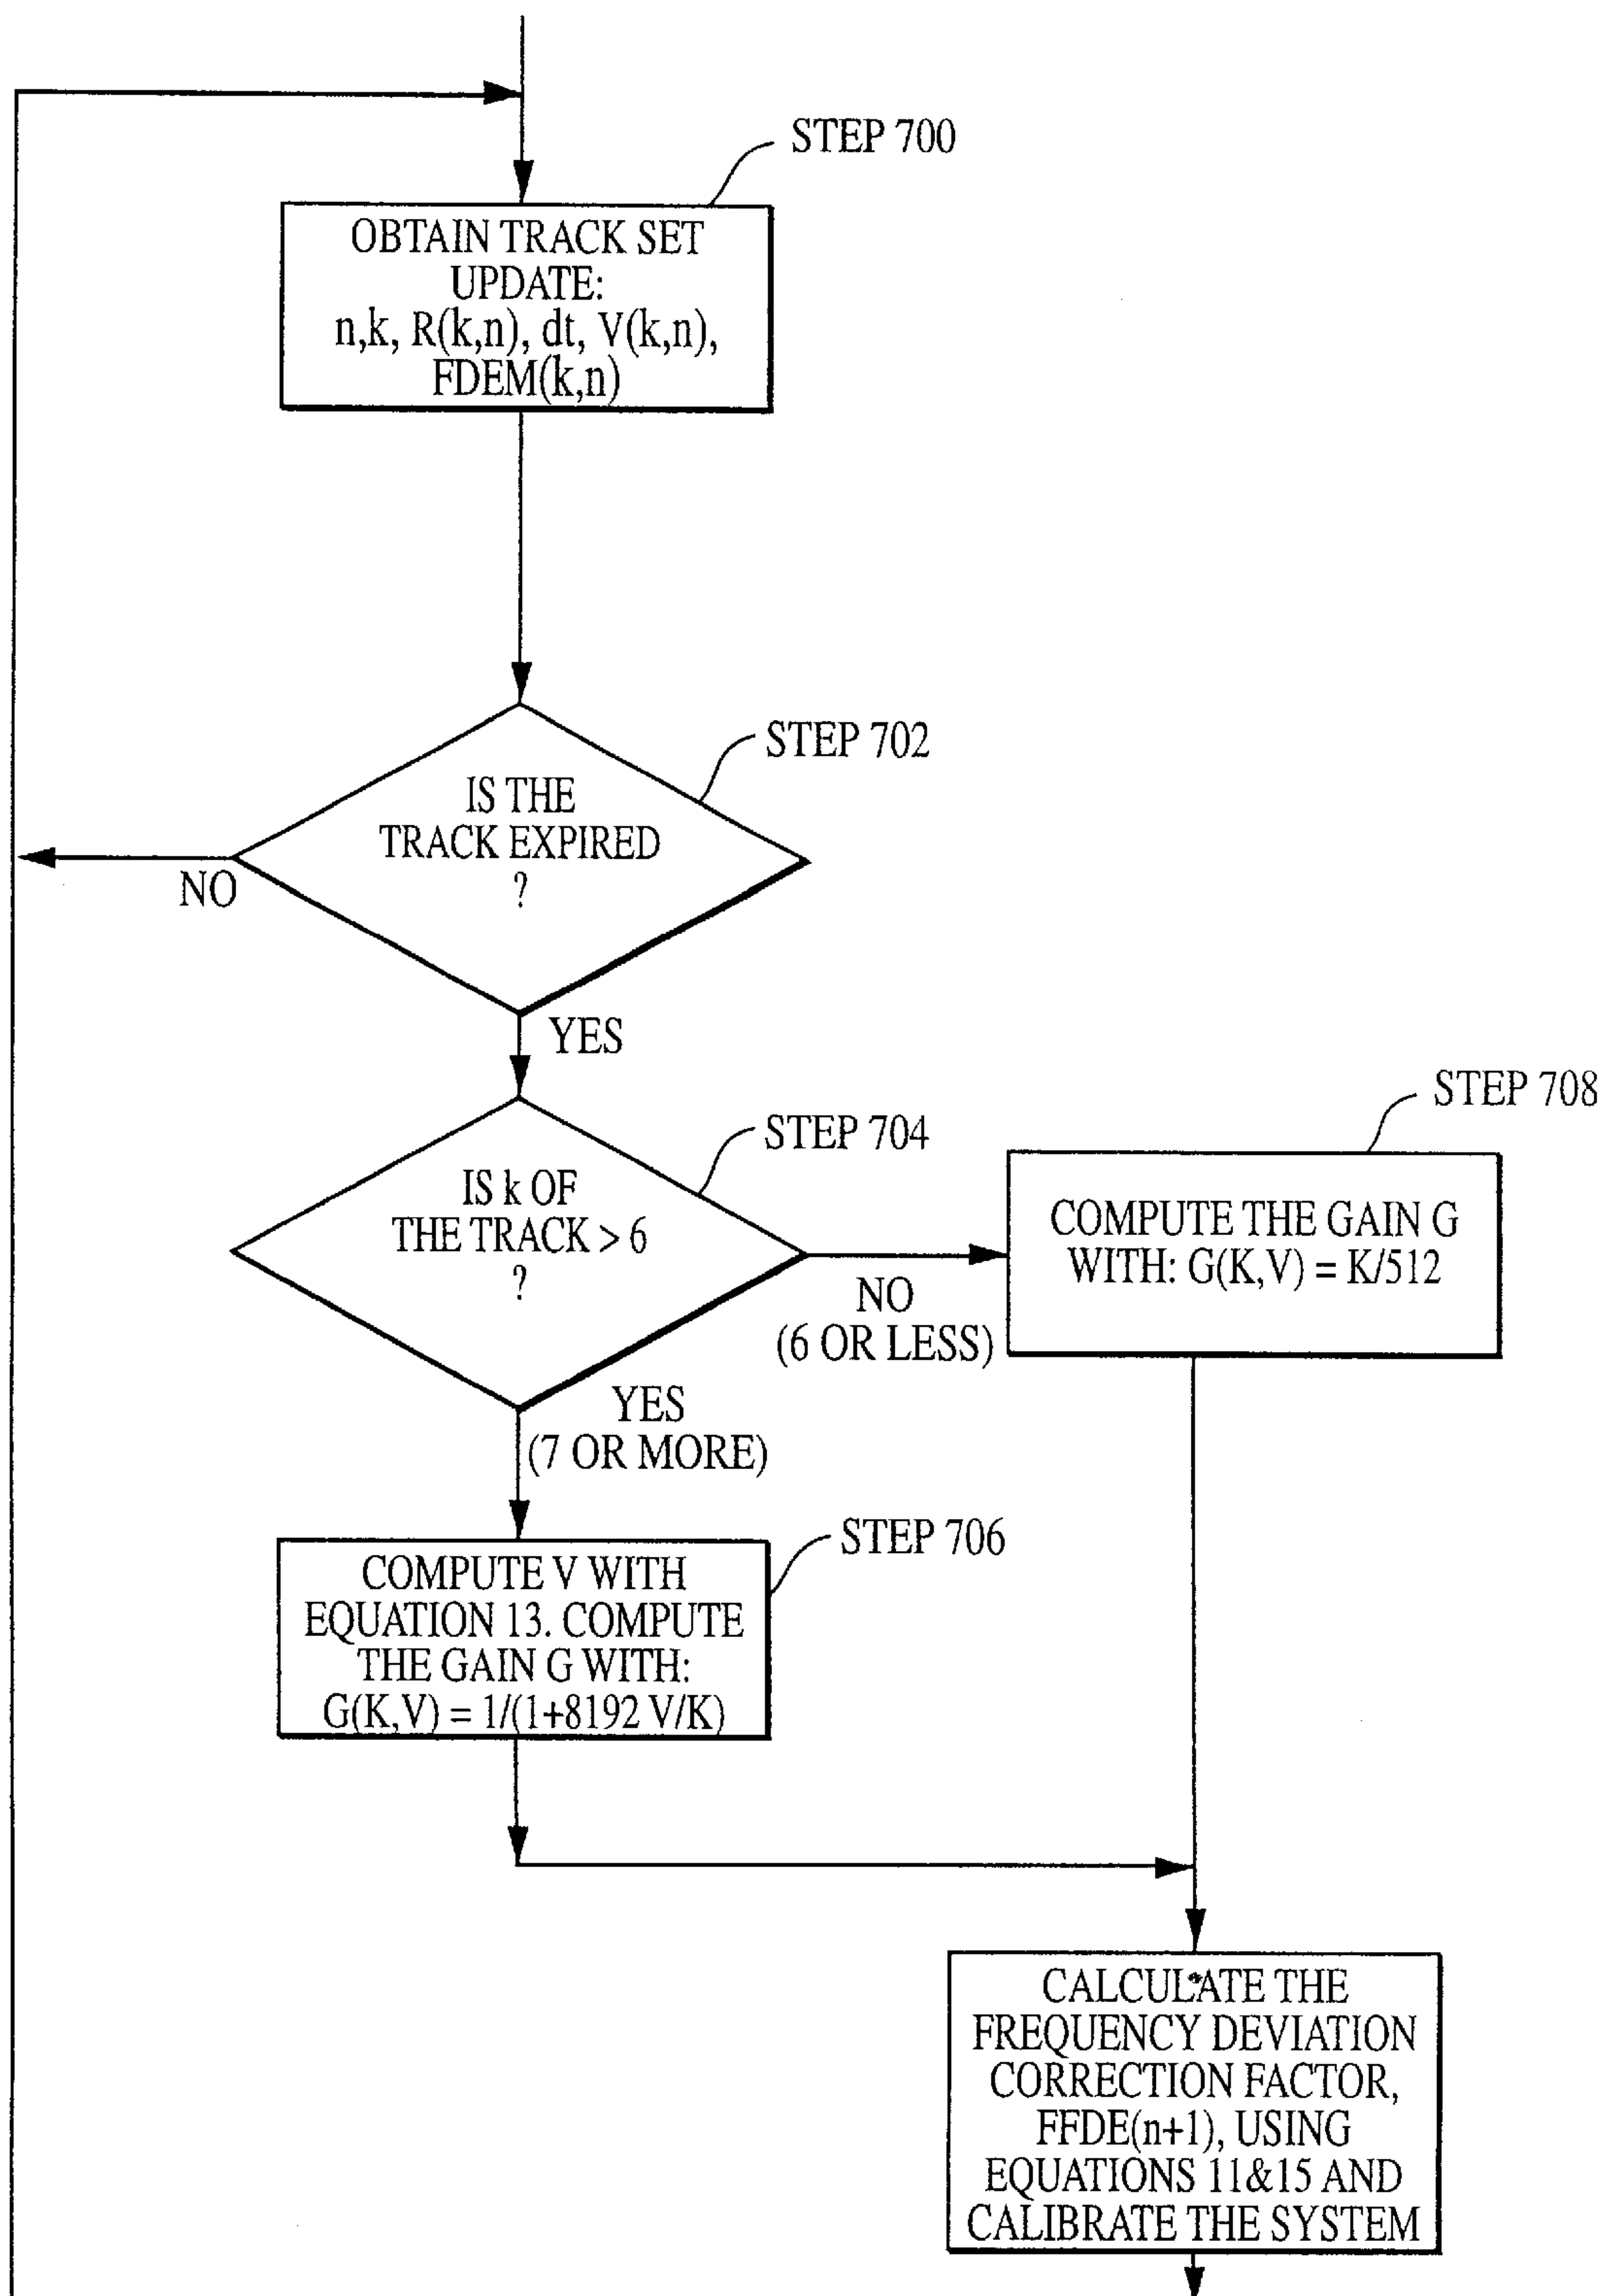 STEP 700
OBTAIN TRACK SET
UPDATE:
n,k, R(k,n), dt, V(k,n),
FDEM(k,n)
STEP 702
IS THE
TRACK EXPIRED
?
NO
YES
STEP 704
IS k OF
THE TRACK > 6
?
NO
(6 OR LESS)
STEP 708
COMPUTE THE GAIN G
WITH: G(K,V) = K/512
YES
(7 OR MORE)
STEP 706
COMPUTE V WITH
EQUATION 13. COMPUTE
THE GAIN G WITH:
G(K,V) = 1/(1+8192 V/K)
CALCULATE THE
FREQUENCY DEVIATION
CORRECTION FACTOR,
FFDE(n+1), USING
EQUATIONS 11&15 AND
CALIBRATE THE SYSTEM